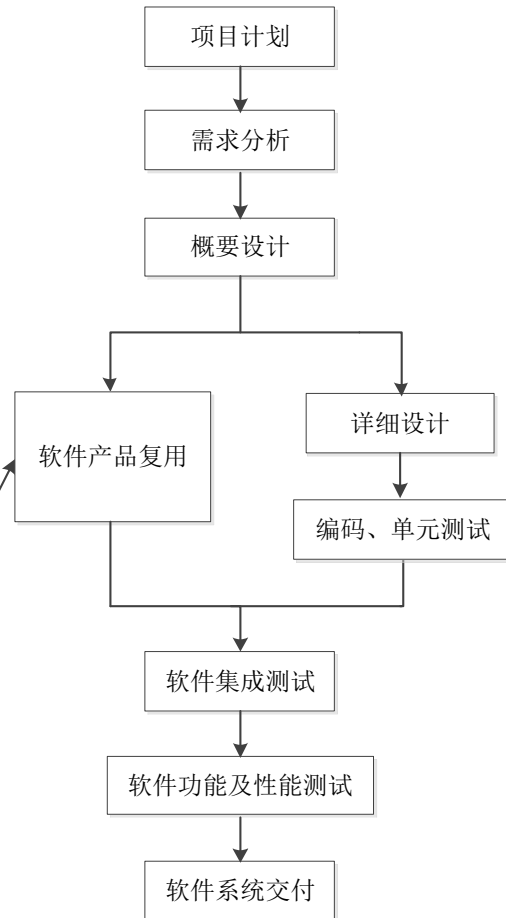 项目计划
需求分析
概要设计
软件产品复用
详细设计
编码、单元测试
软件集成测试
软件功能及性能测试
软件系统交付